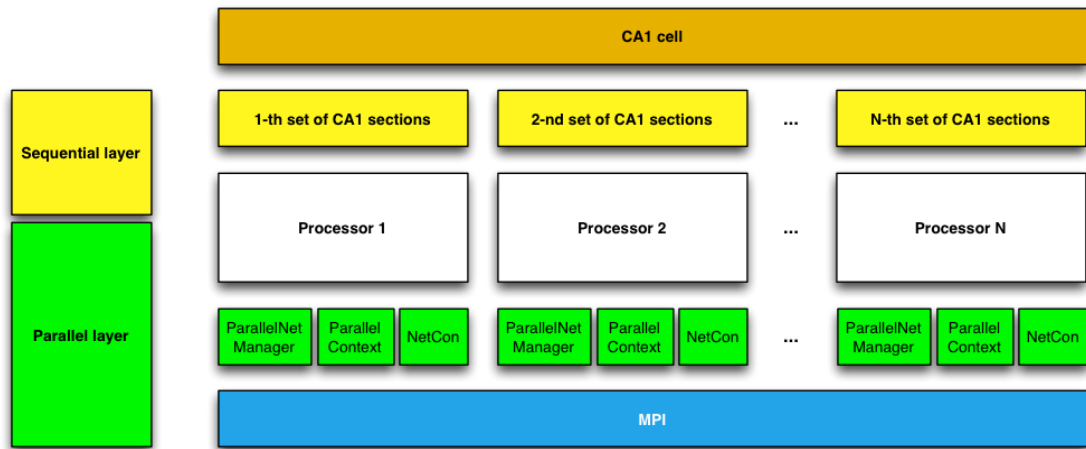 CA1 cell
Sequential layer
1-th set of CA1 sections
2-nd set of CA1 sections
...
N-th set of CA1 sections
Processor 1
Processor 2
...
Processor N
Parallel layer
ParallelNet
Manager
Parallel
Context
NetCon
ParallelNet
Manager
Parallel
Context
NetCon
...
ParallelNet
Manager
Parallel
Context
NetCon
MPI